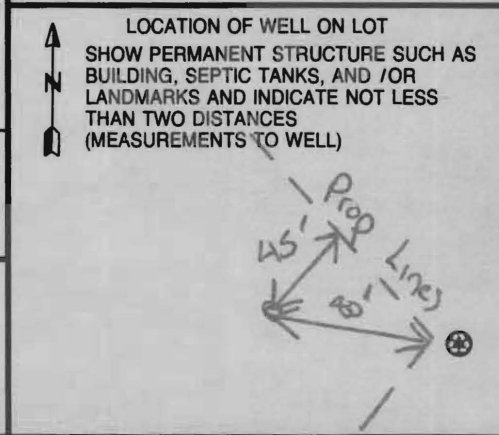 LOCATION OF WELL ON LOT
SHOW PERMANENT STRUCTURE SUCH AS
BUILDING, SEPTIC TANKS, AND /OR
LANDMARKS AND INDICATE NOT LESS
THAN TWO DISTANCES
(MEASUREMENTS TO WELL)
N
Prop
Lines
45'
80'